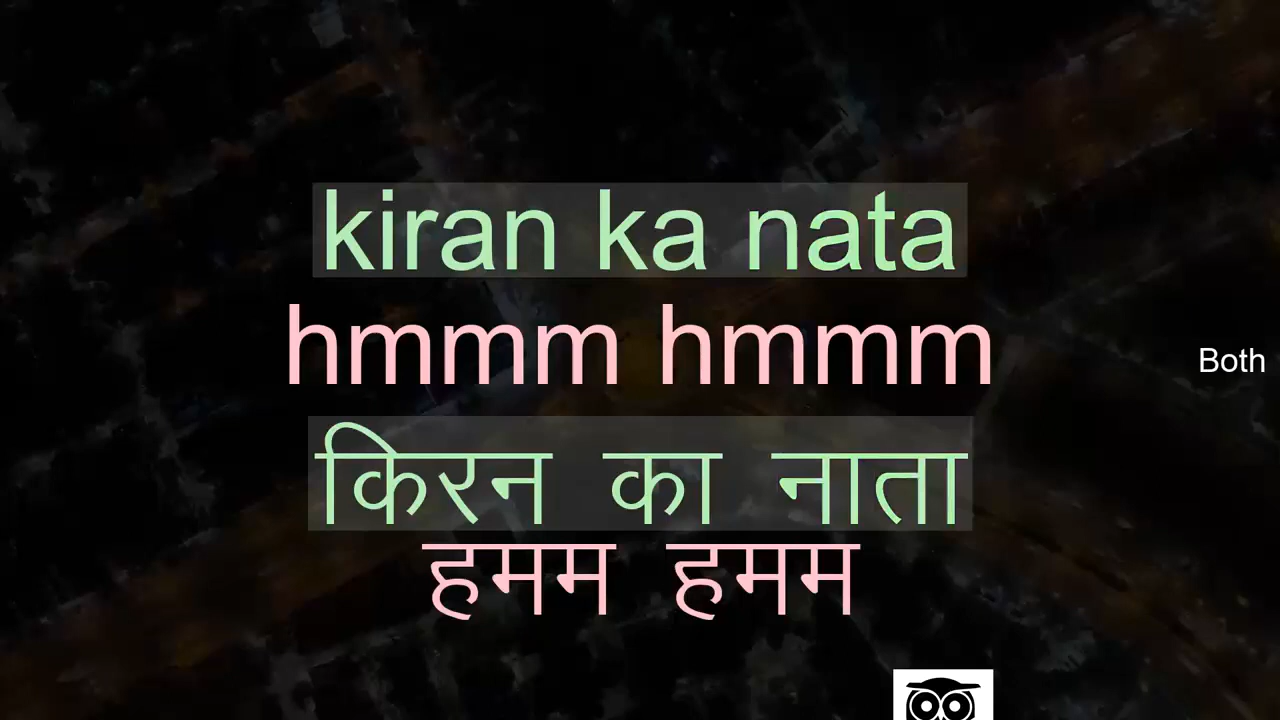 kiran ka nata
hmmm hmmm
Both
किरन का नाता
हमम हमम